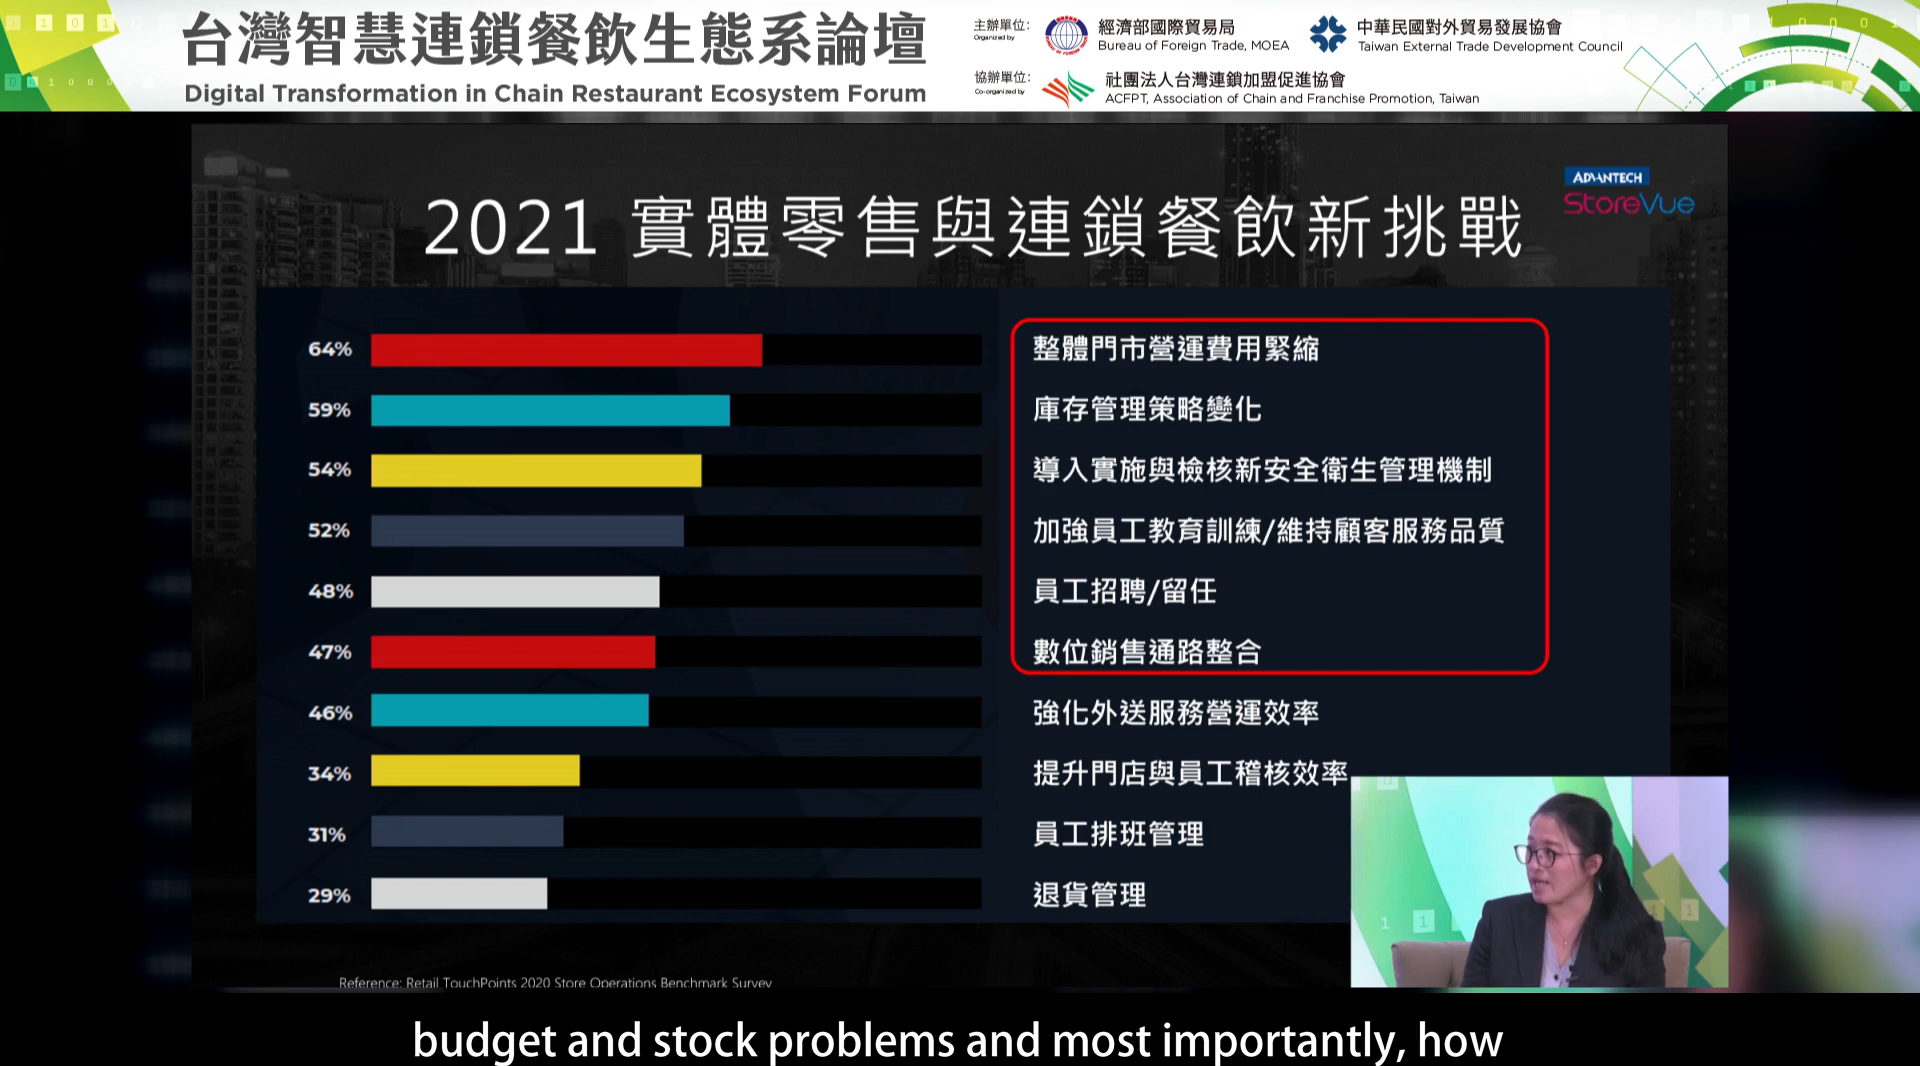 台灣智慧連鎖餐飲生態系論壇
Digital Transformation in Chain Restaurant Ecosystem Forum
主辦單位:
Organized by
經濟部國際貿易局
Bureau of Foreign Trade, MOEA
中華民國對外貿易發展協會
Taiwan External Trade Development Council
協辦單位:
Co-organized by
社團法人台灣連鎖加盟促進協會
ACFPT, Association of Chain and Franchise Promotion, Taiwan
ADVANTECH
StoreVue
2021 實體零售與連鎖餐飲新挑戰
64% 整體門市營運費用緊縮
59% 庫存管理策略變化
54% 導入實施與檢核新安全衛生管理機制
52% 加強員工教育訓練/維持顧客服務品質
48% 員工招聘/留任
47% 數位銷售通路整合
46% 強化外送服務營運效率
34% 提升門店與員工稽核效率
31% 員工排班管理
29% 退貨管理
Reference: Retail TouchPoints 2020 Store Operations Benchmark Survey
budget and stock problems and most importantly, how